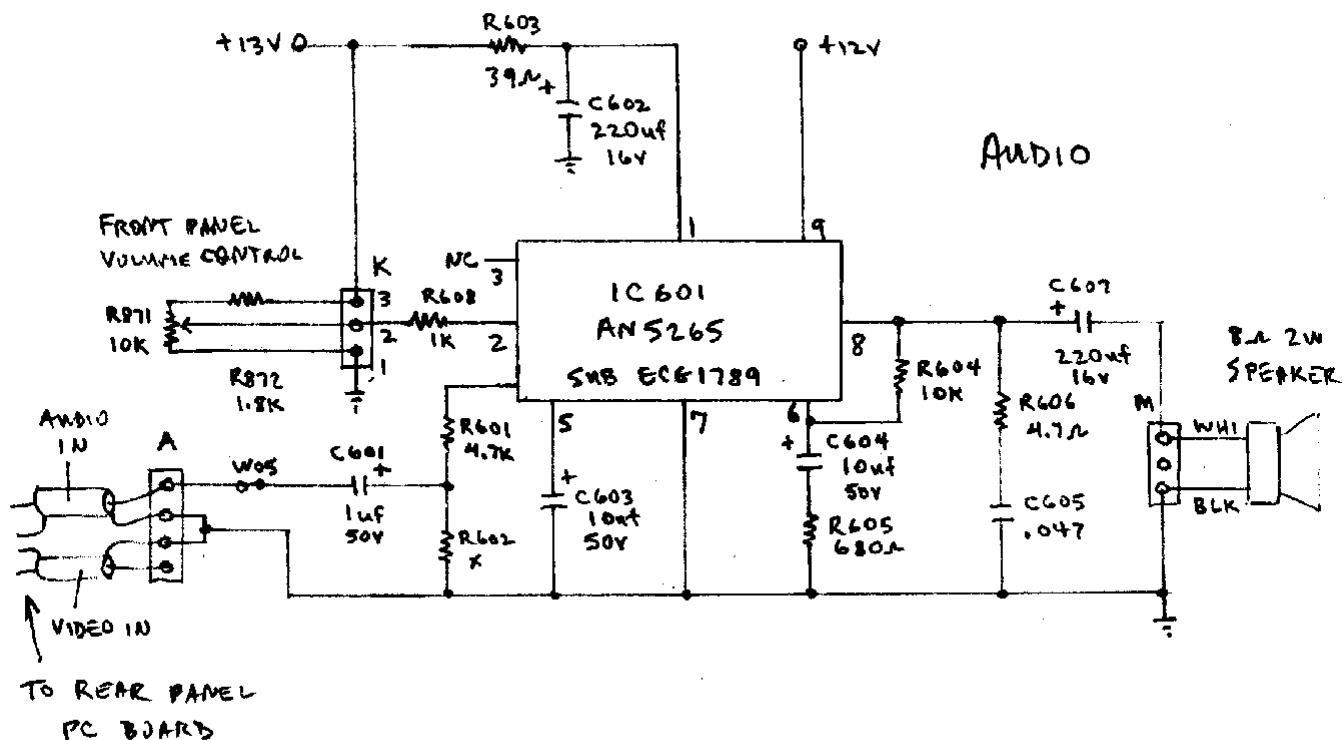 R603
+13V
39Ω
+
C602
220uf
16V
+12V
AUDIO
FRONT PANEL
VOLUME CONTROL
K
R871
10K
3
2
1
R872
1.8K
R608
1K
NC
3
2
1
9
IC601
AN5265
SUB ECG1789
5
7
6
8
C607
+
220uf
16V
8Ω 2W
SPEAKER
R604
10K
R606
4.7Ω
M
WHI
BLK
AUDIO
IN
A
W05
C601
+
1uf
50V
R601
4.7K
R602
X
+
C603
10uf
50V
+
C604
10uf
50V
R605
680Ω
C605
.047
VIDEO IN
TO REAR PANEL
PC BOARD